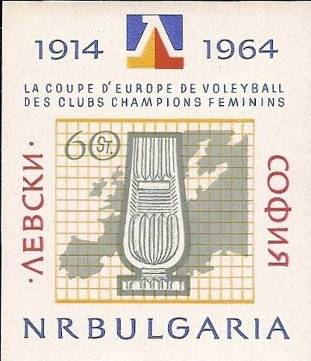 1914 Л 1964
LA COUPE D'EUROPE DE VOLEYBALL
DES CLUBS CHAMPIONS FEMININS
60 ST.
·ЛЕВСКИ·
СОФИЯ
NRBULGARIA